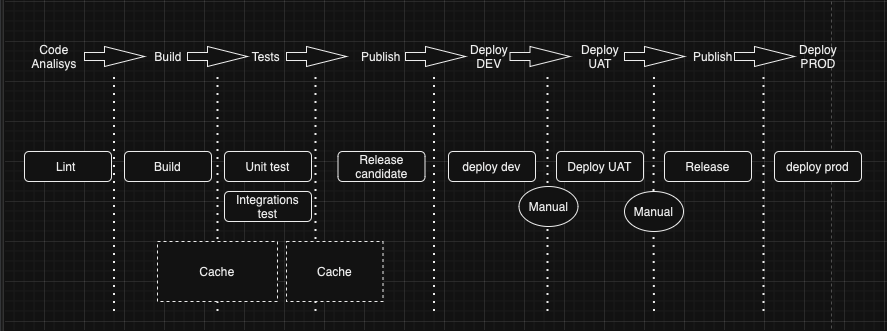 Code
Analisys
Build
Tests
Publish
Deploy
DEV
Deploy
UAT
Publish
Deploy
PROD
Lint
Build
Unit test
Release
candidate
deploy dev
Deploy UAT
Release
deploy prod
Integrations
test
Manual
Manual
Cache
Cache